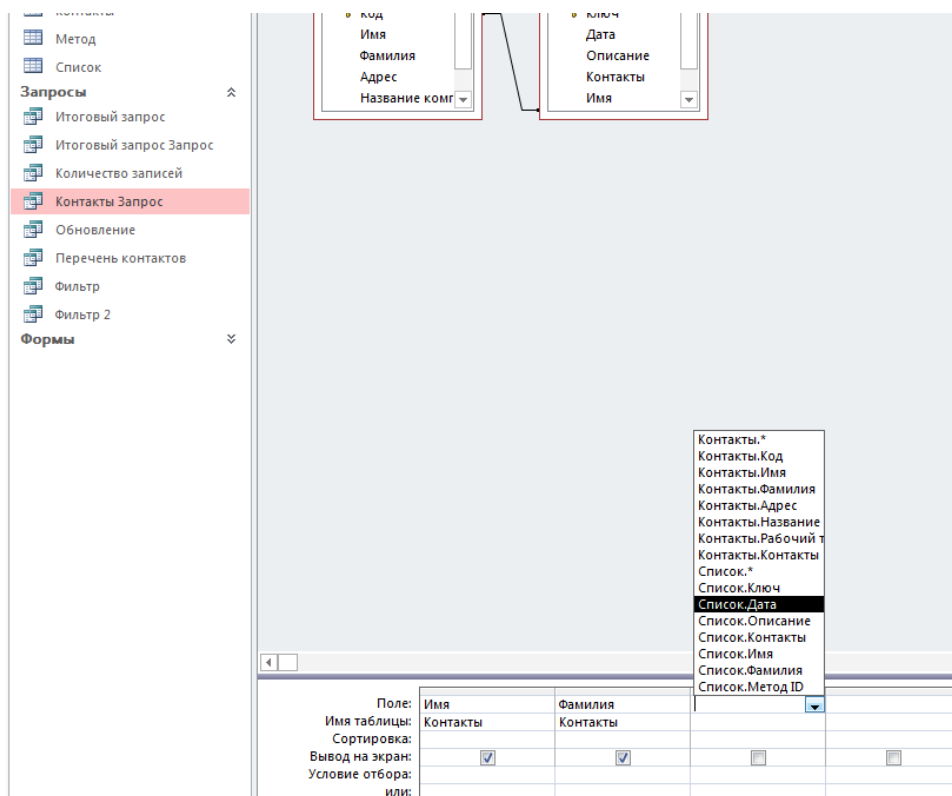 Контакты
Метод
Список
Запросы
Итоговый запрос
Итоговый запрос Запрос
Количество записей
Контакты Запрос
Обновление
Перечень контактов
Фильтр
Фильтр 2
Формы
Код
Имя
Фамилия
Адрес
Название комг
Ключ
Дата
Описание
Контакты
Имя
Контакты.*
Контакты.Код
Контакты.Имя
Контакты.Фамилия
Контакты.Адрес
Контакты.Название
Контакты.Рабочий т
Контакты.Контакты
Список.*
Список.Ключ
Список.Дата
Список.Описание
Список.Контакты
Список.Имя
Список.Фамилия
Список.Метод ID
Поле: Имя Фамилия
Имя таблицы: Контакты Контакты
Сортировка:
Вывод на экран:
Условие отбора:
или: